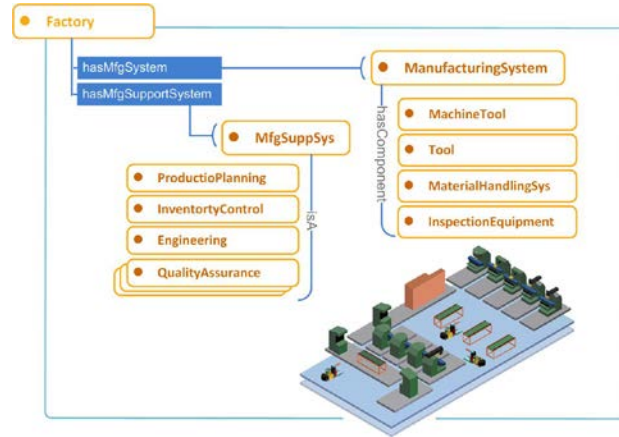 Factory
hasMfgSystem
ManufacturingSystem
hasMfgSupportSystem
MfgSuppSys
hasComponent
MachineTool
Tool
MaterialHandlingSys
InspectionEquipment
isA
ProductioPlanning
InventortyControl
Engineering
QualityAssurance